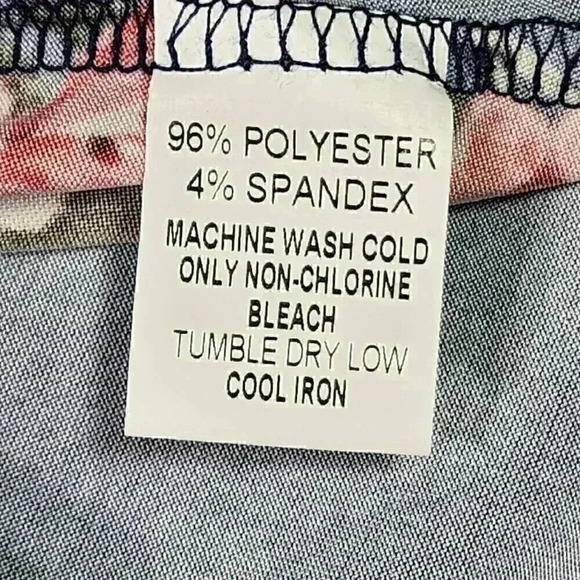 96% POLYESTER
4% SPANDEX
MACHINE WASH COLD
ONLY NON-CHLORINE
BLEACH
TUMBLE DRY LOW
COOL IRON